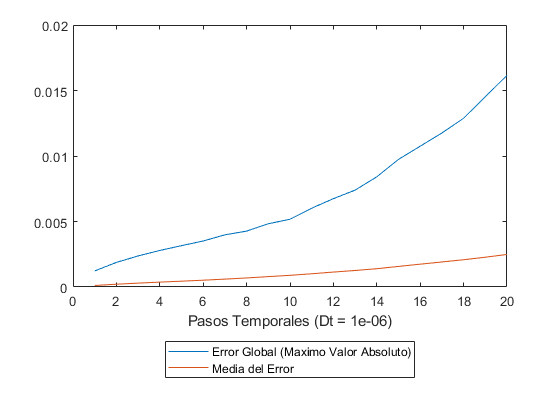 0.02
0.015
0.01
0.005
0
0 2 4 6 8 10 12 14 16 18 20
Pasos Temporales (Dt = 1e-06)
Error Global (Maximo Valor Absoluto)
Media del Error